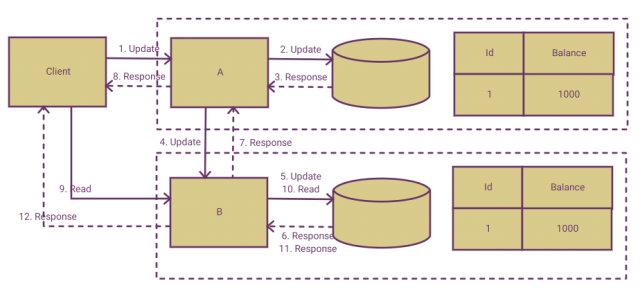 1. Update
2. Update
Client
A
8. Response
3. Response
Id
Balance
1
1000
4. Update
7. Response
5. Update
10. Read
9. Read
B
12. Response
6. Response
11. Response
Id
Balance
1
1000